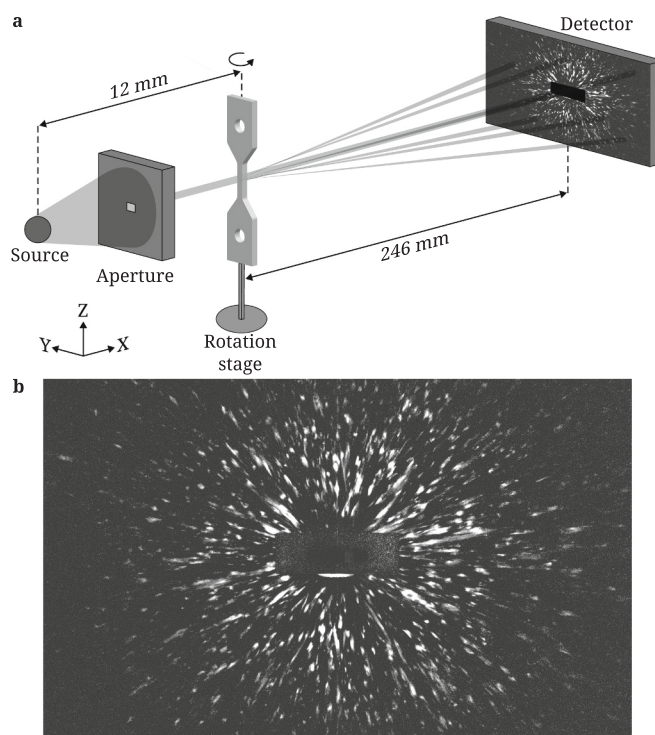 a
Detector
12 mm
Source
Aperture
246 mm
Z
Y
X
Rotation
stage
b